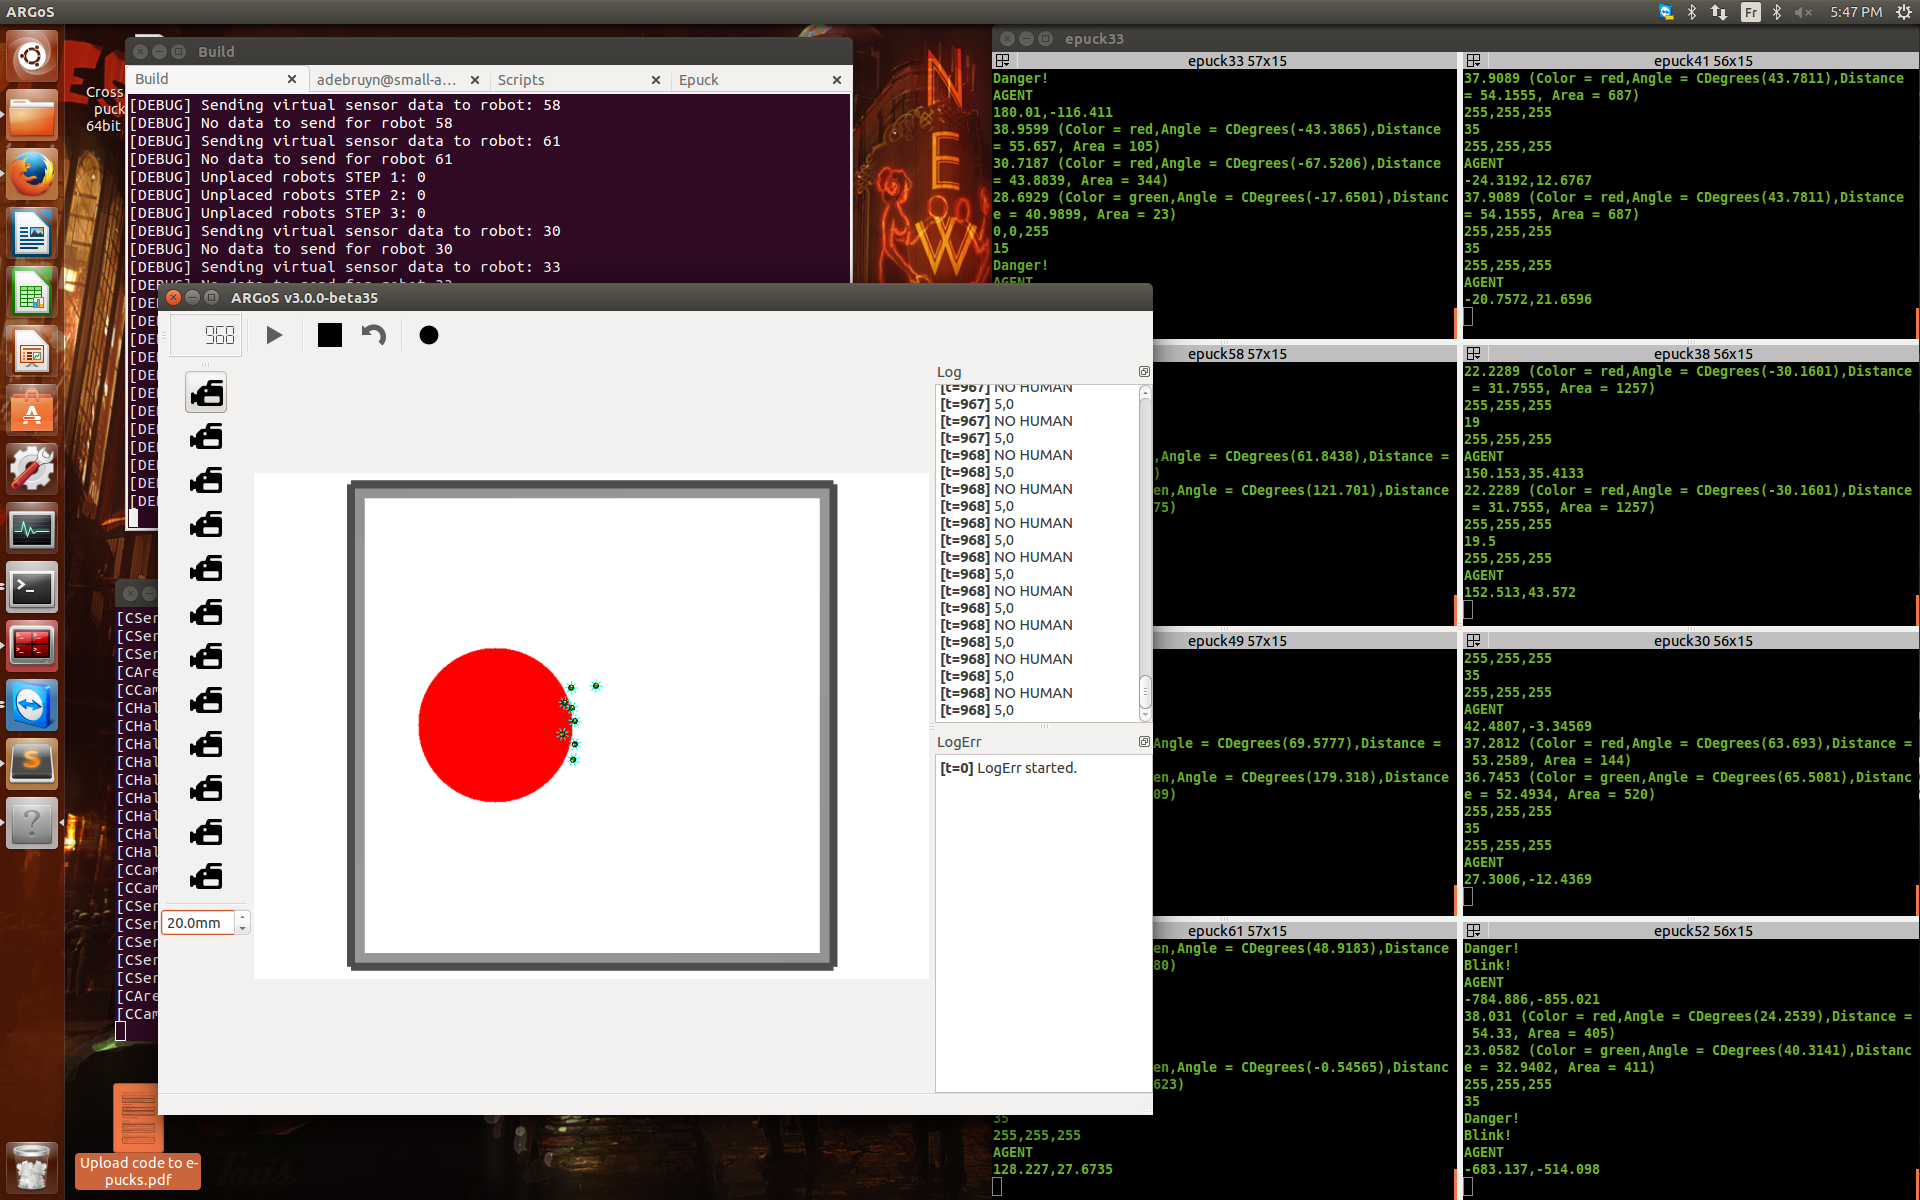 ARGoS
Fr
5:47 PM
Cross
puck
64bit
Build
Build
adebruyn@small-a...
Scripts
Epuck
[DEBUG] Sending virtual sensor data to robot: 58
[DEBUG] No data to send for robot 58
[DEBUG] Sending virtual sensor data to robot: 61
[DEBUG] No data to send for robot 61
[DEBUG] Unplaced robots STEP 1: 0
[DEBUG] Unplaced robots STEP 2: 0
[DEBUG] Unplaced robots STEP 3: 0
[DEBUG] Sending virtual sensor data to robot: 30
[DEBUG] No data to send for robot 30
[DEBUG] Sending virtual sensor data to robot: 33
[DE
[DE
[DE
[DE
[DE
[DE
[DE
[DE
[DE
[DE
[DE
[DE
[CSer
[CSer
[CSer
[CAre
[CCam
[CHal
[CHal
[CHal
[CHal
[CHal
[CHal
[CHal
[CHal
[CHal
[CCam
[CCam
[CSer
[CSer
[CSer
[CSer
[CSer
[CAre
[CCam
Upload code to e-
pucks.pdf
NEW
ARGoS v3.0.0-beta35
968
20.0mm
Log
[t=967] NO HUMAN
[t=967] 5,0
[t=967] NO HUMAN
[t=967] 5,0
[t=968] NO HUMAN
[t=968] 5,0
[t=968] NO HUMAN
[t=968] 5,0
[t=968] NO HUMAN
[t=968] 5,0
[t=968] NO HUMAN
[t=968] 5,0
[t=968] NO HUMAN
[t=968] 5,0
[t=968] NO HUMAN
[t=968] 5,0
[t=968] NO HUMAN
[t=968] 5,0
[t=968] NO HUMAN
[t=968] 5,0
LogErr
[t=0] LogErr started.
epuck33
epuck33 57x15
Danger!
AGENT
180.01,-116.411
38.9599 (Color = red,Angle = CDegrees(-43.3865),Distance
= 55.657, Area = 105)
30.7187 (Color = red,Angle = CDegrees(-67.5206),Distance
= 43.8839, Area = 344)
28.6929 (Color = green,Angle = CDegrees(-17.6501),Distanc
e = 40.9899, Area = 23)
0,0,255
15
Danger!
AGENT
epuck41 56x15
37.9089 (Color = red,Angle = CDegrees(43.7811),Distance
= 54.1555, Area = 687)
255,255,255
35
255,255,255
AGENT
-24.3192,12.6767
37.9089 (Color = red,Angle = CDegrees(43.7811),Distance
= 54.1555, Area = 687)
255,255,255
35
255,255,255
AGENT
-20.7572,21.6596
epuck58 57x15
,Angle = CDegrees(61.8438),Distance =
)
en,Angle = CDegrees(121.701),Distance
75)
epuck38 56x15
22.2289 (Color = red,Angle = CDegrees(-30.1601),Distance
= 31.7555, Area = 1257)
255,255,255
19
255,255,255
AGENT
150.153,35.4133
22.2289 (Color = red,Angle = CDegrees(-30.1601),Distance
= 31.7555, Area = 1257)
255,255,255
19.5
255,255,255
AGENT
152.513,43.572
epuck49 57x15
Angle = CDegrees(69.5777),Distance =
en,Angle = CDegrees(179.318),Distance
09)
epuck30 56x15
255,255,255
35
255,255,255
AGENT
42.4807,-3.34569
37.2812 (Color = red,Angle = CDegrees(63.693),Distance =
53.2589, Area = 144)
36.7453 (Color = green,Angle = CDegrees(65.5081),Distanc
e = 52.4934, Area = 520)
255,255,255
35
255,255,255
AGENT
27.3006,-12.4369
epuck61 57x15
en,Angle = CDegrees(48.9183),Distance
80)
en,Angle = CDegrees(-0.54565),Distanc
623)
35
255,255,255
AGENT
128.227,27.6735
epuck52 56x15
Danger!
Blink!
AGENT
-784.886,-855.021
38.031 (Color = red,Angle = CDegrees(24.2539),Distance =
54.33, Area = 405)
23.0582 (Color = green,Angle = CDegrees(40.3141),Distanc
e = 32.9402, Area = 411)
255,255,255
35
Danger!
Blink!
AGENT
-683.137,-514.098